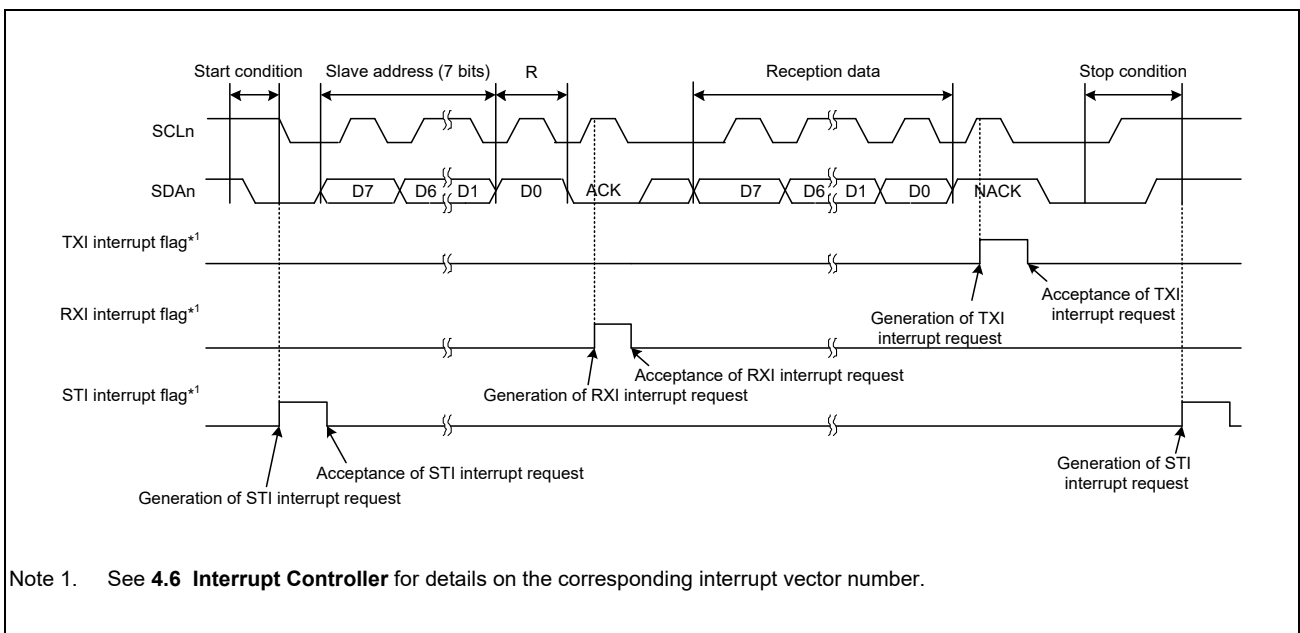 Start condition
Slave address (7 bits)
R
Reception data
Stop condition
SCLn
SDAn
D7
D6
D1
D0
ACK
D7
D6
D1
D0
NACK
TXI interrupt flag*1
Generation of TXI
interrupt request
Acceptance of TXI
interrupt request
RXI interrupt flag*1
Acceptance of RXI interrupt request
Generation of RXI interrupt request
STI interrupt flag*1
Acceptance of STI interrupt request
Generation of STI interrupt request
Generation of STI
interrupt request
Note 1. See 4.6 Interrupt Controller for details on the corresponding interrupt vector number.